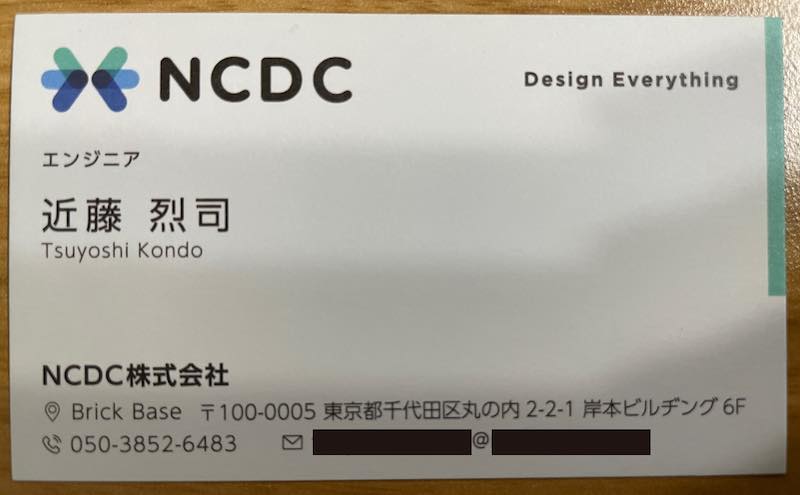 NCDC
Design Everything
エンジニア
近藤 烈司
Tsuyoshi Kondo
NCDC株式会社
Brick Base 〒100-0005 東京都千代田区丸の内 2-2-1 岸本ビルヂング 6F
050-3852-6483 @